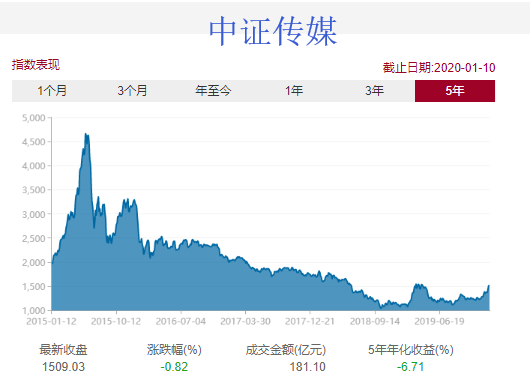 中证传媒
指数表现
截止日期:2020-01-10
1个月 3个月 年至今 1年 3年 5年
5,000
4,500
4,000
3,500
3,000
2,500
2,000
1,500
1,000
2015-01-12 2015-10-12 2016-07-04 2017-03-30 2017-12-21 2018-09-14 2019-06-19
最新收盘 涨跌幅(%) 成交金额(亿元) 5年年化收益(%)
1509.03 -0.82 181.10 -6.71